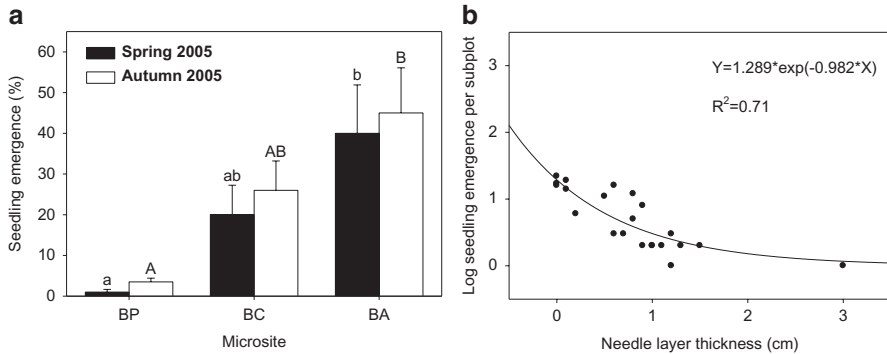 a
Seedling emergence (%)
60
50
40
30
20
10
0
Spring 2005
Autumn 2005
a
A
ab
AB
b
B
BP
BC
BA
Microsite
b
Log seedling emergence per subplot
3
2
1
0
Y=1.289*exp(-0.982*X)
R²=0.71
0
1
2
3
Needle layer thickness (cm)